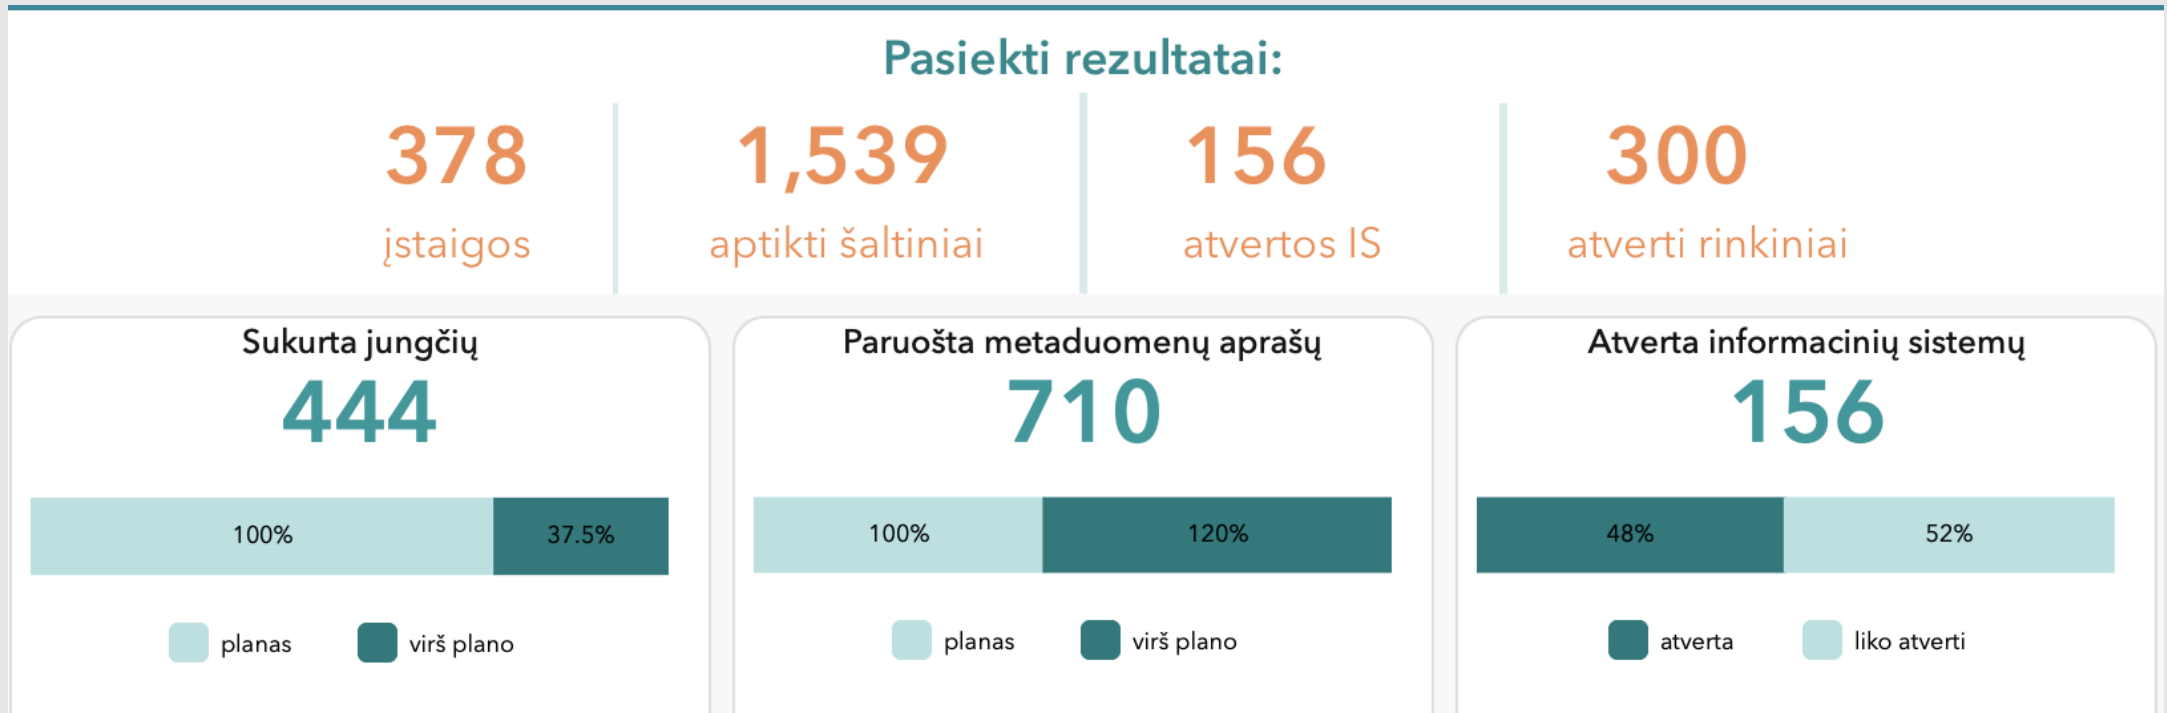 Pasiekti rezultatai:
378
1,539
156
300
įstaigos
aptikti šaltiniai
atvertos IS
atverti rinkiniai
Sukurta jungčių
444
100%
37.5%
planas
virš plano
Paruošta metaduomenų aprašų
710
100%
120%
planas
virš plano
Atverta informacinių sistemų
156
48%
52%
atverta
liko atverti